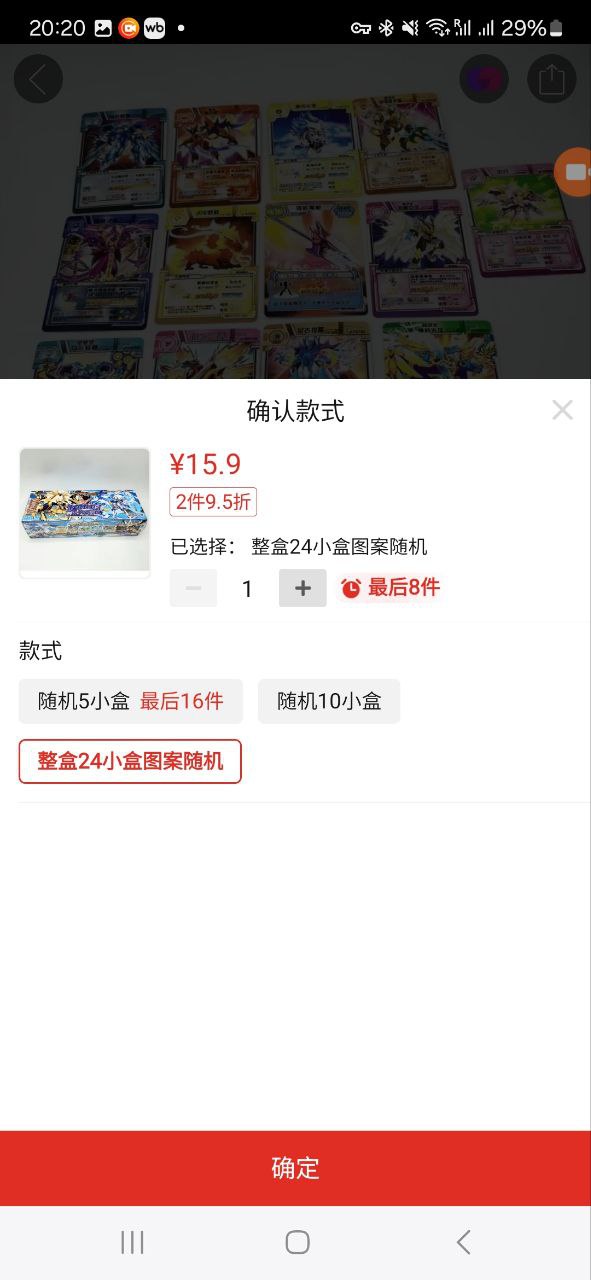 20:20 wb 29%
确认款式
¥15.9
2件9.5折
已选择： 整盒24小盒图案随机
1 最后8件
款式
随机5小盒 最后16件 随机10小盒
整盒24小盒图案随机
确定